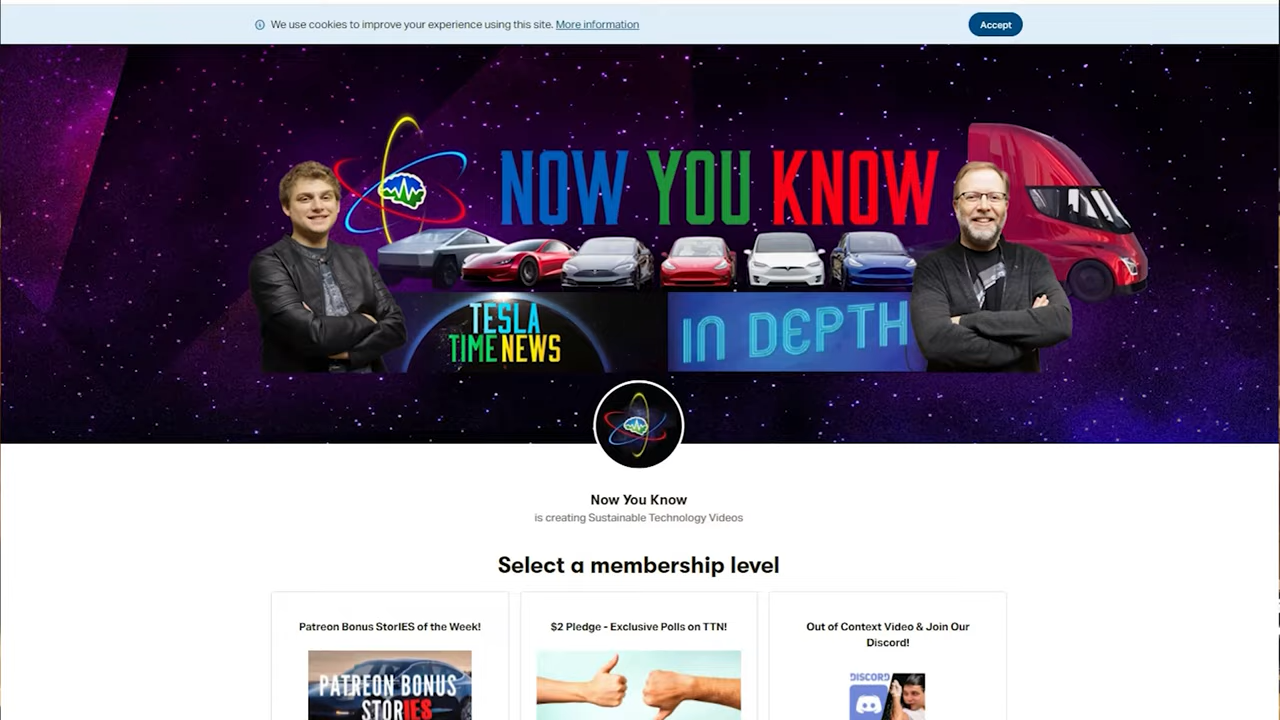 We use cookies to improve your experience using this site. More information
Accept
NOW YOU KNOW
TESLA
TIME NEWS
IN DEPTH
Now You Know
is creating Sustainable Technology Videos
Select a membership level
Patreon Bonus StorIES of the Week!
$2 Pledge - Exclusive Polls on TTN!
Out of Context Video & Join Our
Discord!
PATREON BONUS
STORIES
DISCORD